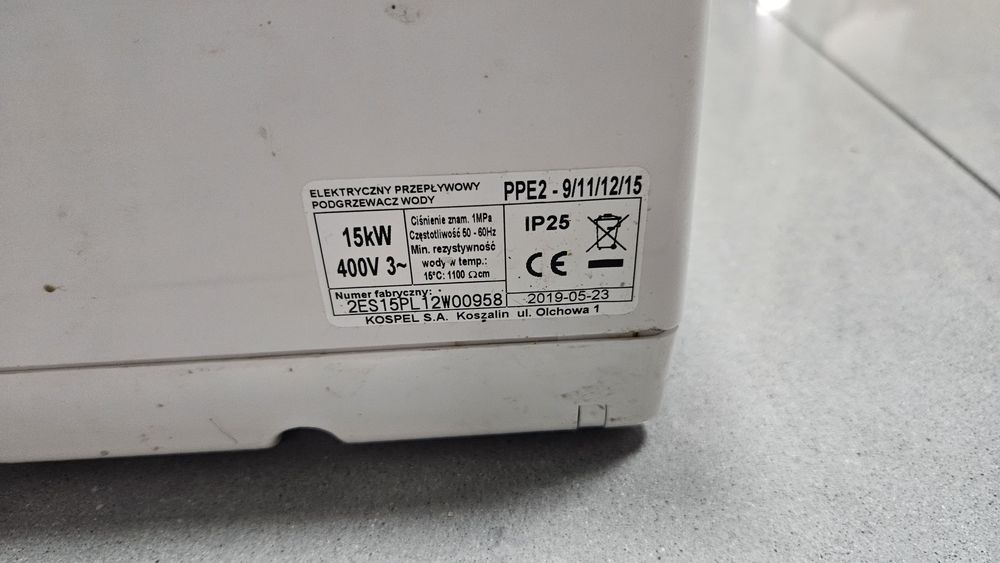 ELEKTRYCZNY PRZEPŁYWOWY
PODGRZEWACZ WODY
PPE2 - 9/11/12/15
15kW
400V 3~
Ciśnienie znam. 1MPa
Częstotliwość 50 - 60Hz
Min. rezystywność
wody w temp.:
15°C: 1100 Ωcm
IP25
CE
Numer fabryczny:
2ES15PL12W00958
2019-05-23
KOSPEL S.A. Koszalin ul. Olchowa 1